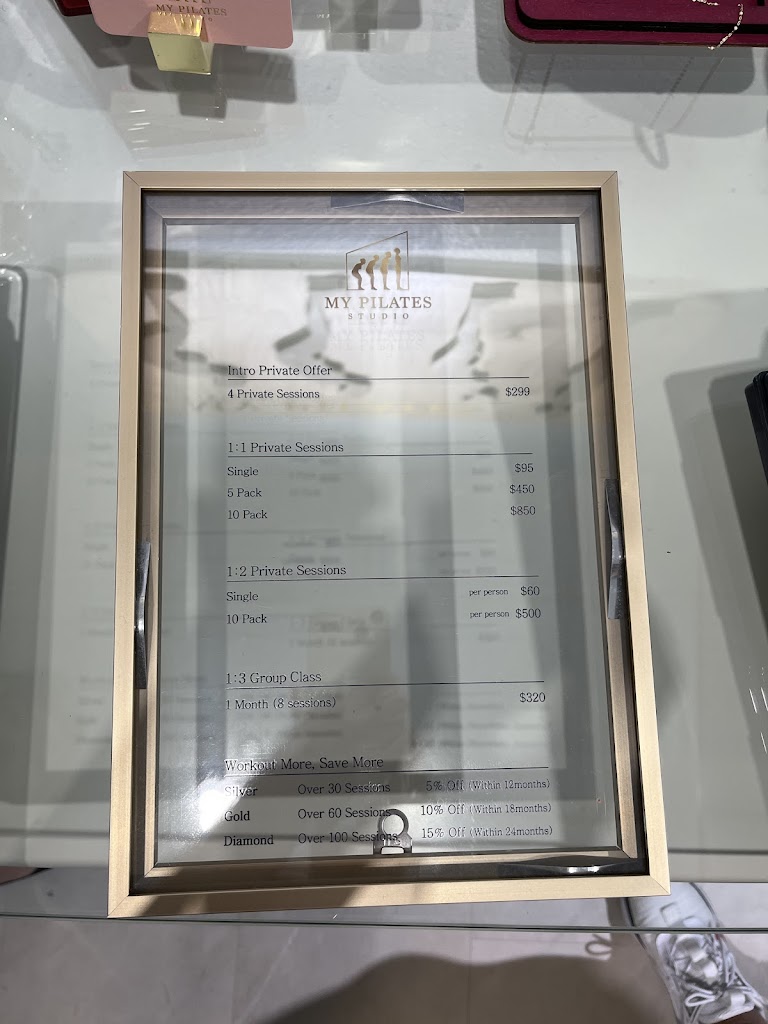 MY PILATES
MY PILATES
STUDIO
Intro Private Offer
4 Private Sessions $299
1:1 Private Sessions
Single $95
5 Pack $450
10 Pack $850
1:2 Private Sessions
Single per person $60
10 Pack per person $500
1:3 Group Class
1 Month (8 sessions) $320
Workout More, Save More
Silver Over 30 Sessions 5% Off (Within 12months)
Gold Over 60 Sessions 10% Off (Within 18months)
Diamond Over 100 Sessions 15% Off (Within 24months)